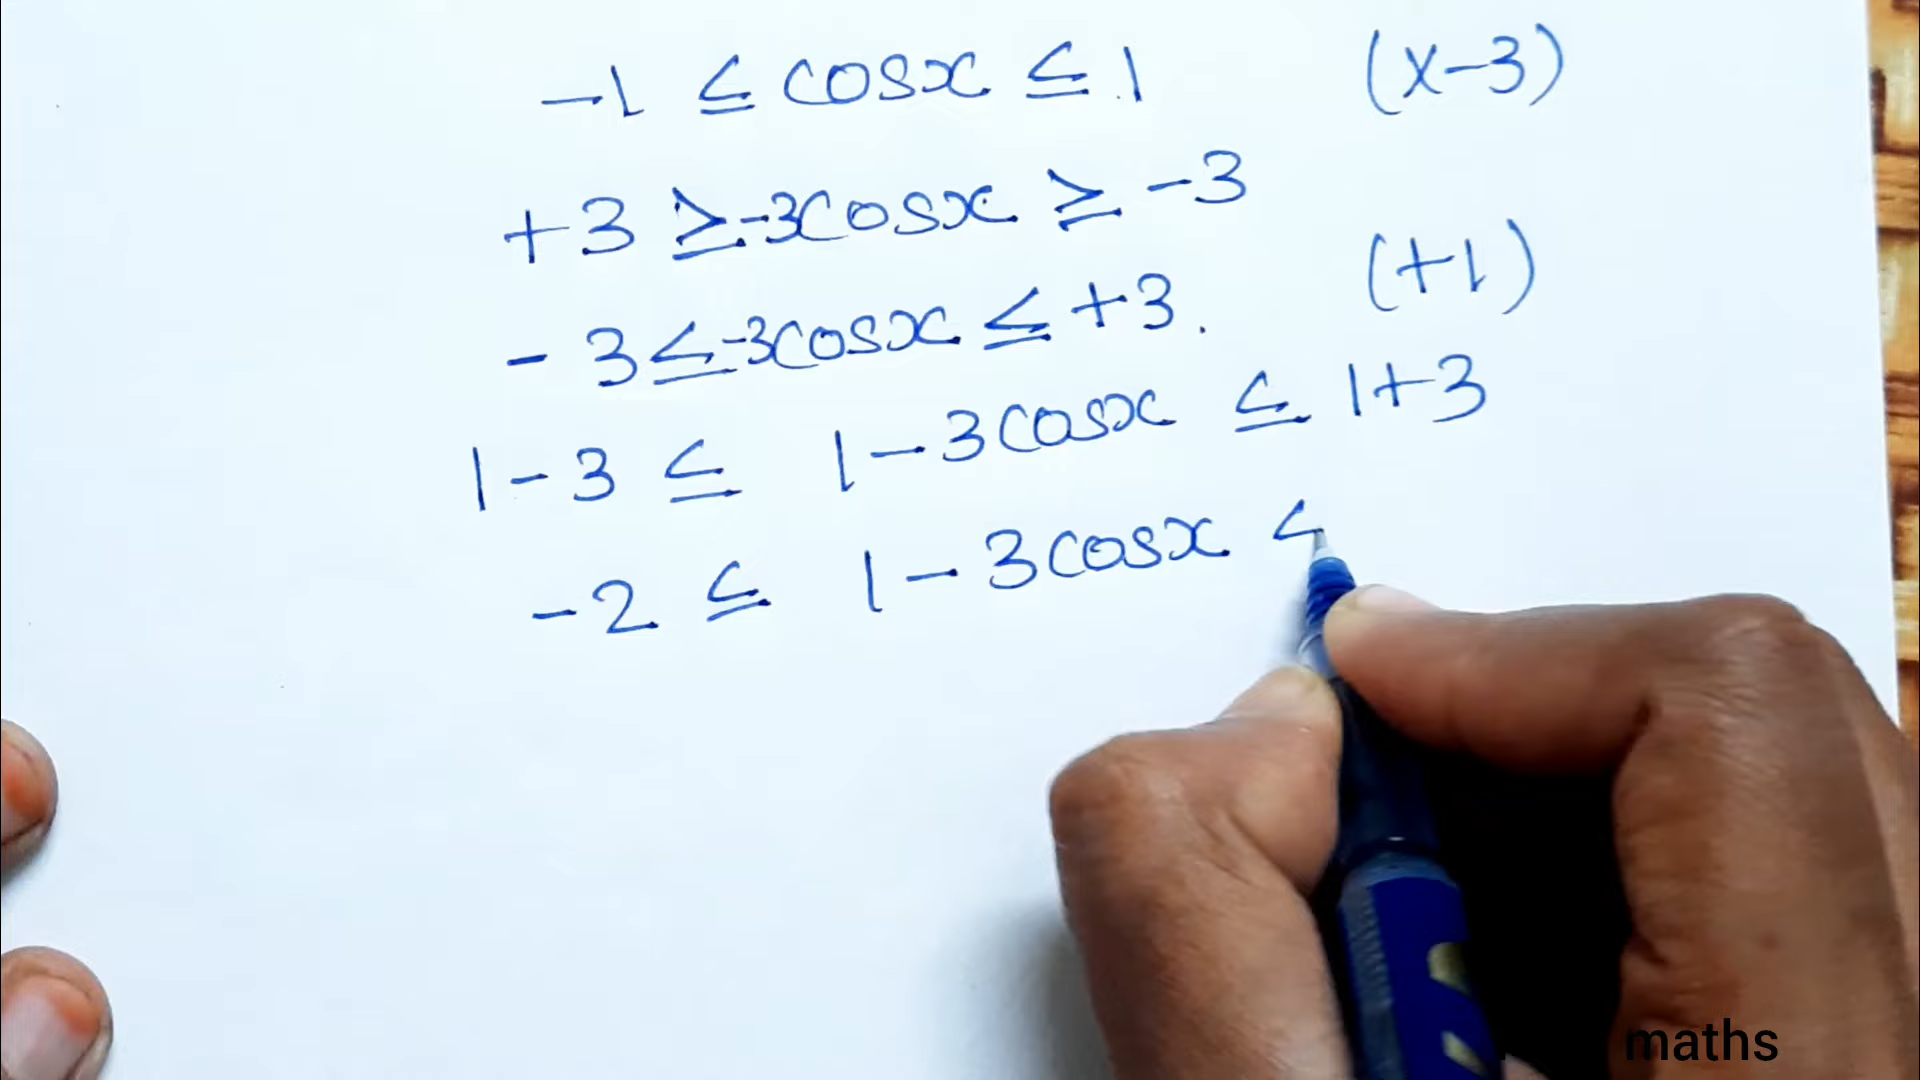 -1 ≤ cosx ≤ 1 (x-3)
+3 ≥ -3cosx ≥ -3
(+1)
-3 ≤ -3cosx ≤ +3.
1-3 ≤ 1-3cosx ≤ 1+3
-2 ≤ 1-3cosx <
maths